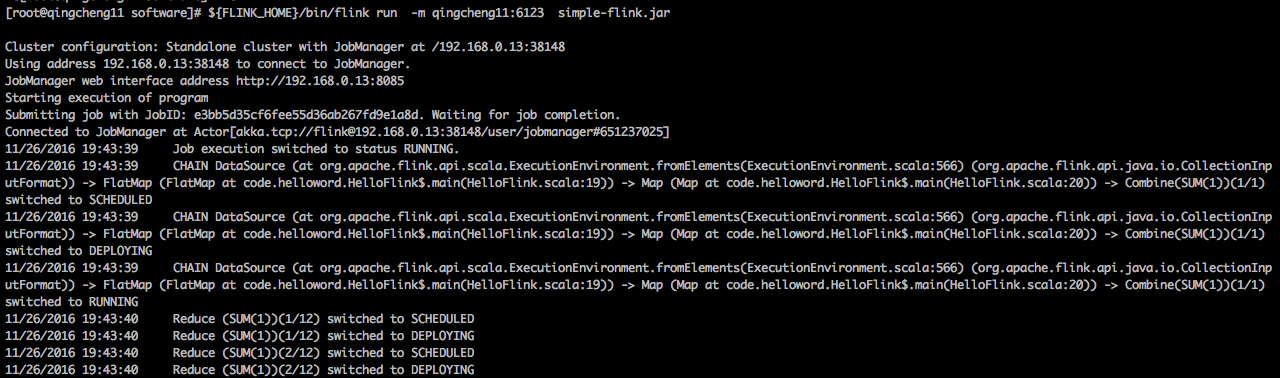 [root@qingcheng11 software]# ${FLINK_HOME}/bin/flink run  -m qingcheng11:6123  simple-flink.jar
Cluster configuration: Standalone cluster with JobManager at /192.168.0.13:38148
Using address 192.168.0.13:38148 to connect to JobManager.
JobManager web interface address http://192.168.0.13:8085
Starting execution of program
Submitting job with JobID: e3bb5d35cf6fee55d36ab267fd9e1a8d. Waiting for job completion.
Connected to JobManager at Actor[akka.tcp://flink@192.168.0.13:38148/user/jobmanager#651237025]
11/26/2016 19:43:39     Job execution switched to status RUNNING.
11/26/2016 19:43:39     CHAIN DataSource (at org.apache.flink.api.scala.ExecutionEnvironment.fromElements(ExecutionEnvironment.scala:566) (org.apache.flink.api.java.io.CollectionInp
utFormat)) -> FlatMap (FlatMap at code.helloword.HelloFlink$.main(HelloFlink.scala:19)) -> Map (Map at code.helloword.HelloFlink$.main(HelloFlink.scala:20)) -> Combine(SUM(1))(1/1)
switched to SCHEDULED
11/26/2016 19:43:39     CHAIN DataSource (at org.apache.flink.api.scala.ExecutionEnvironment.fromElements(ExecutionEnvironment.scala:566) (org.apache.flink.api.java.io.CollectionInp
utFormat)) -> FlatMap (FlatMap at code.helloword.HelloFlink$.main(HelloFlink.scala:19)) -> Map (Map at code.helloword.HelloFlink$.main(HelloFlink.scala:20)) -> Combine(SUM(1))(1/1)
switched to DEPLOYING
11/26/2016 19:43:39     CHAIN DataSource (at org.apache.flink.api.scala.ExecutionEnvironment.fromElements(ExecutionEnvironment.scala:566) (org.apache.flink.api.java.io.CollectionInp
utFormat)) -> FlatMap (FlatMap at code.helloword.HelloFlink$.main(HelloFlink.scala:19)) -> Map (Map at code.helloword.HelloFlink$.main(HelloFlink.scala:20)) -> Combine(SUM(1))(1/1)
switched to RUNNING
11/26/2016 19:43:40     Reduce (SUM(1))(1/12) switched to SCHEDULED
11/26/2016 19:43:40     Reduce (SUM(1))(1/12) switched to DEPLOYING
11/26/2016 19:43:40     Reduce (SUM(1))(2/12) switched to SCHEDULED
11/26/2016 19:43:40     Reduce (SUM(1))(2/12) switched to DEPLOYING